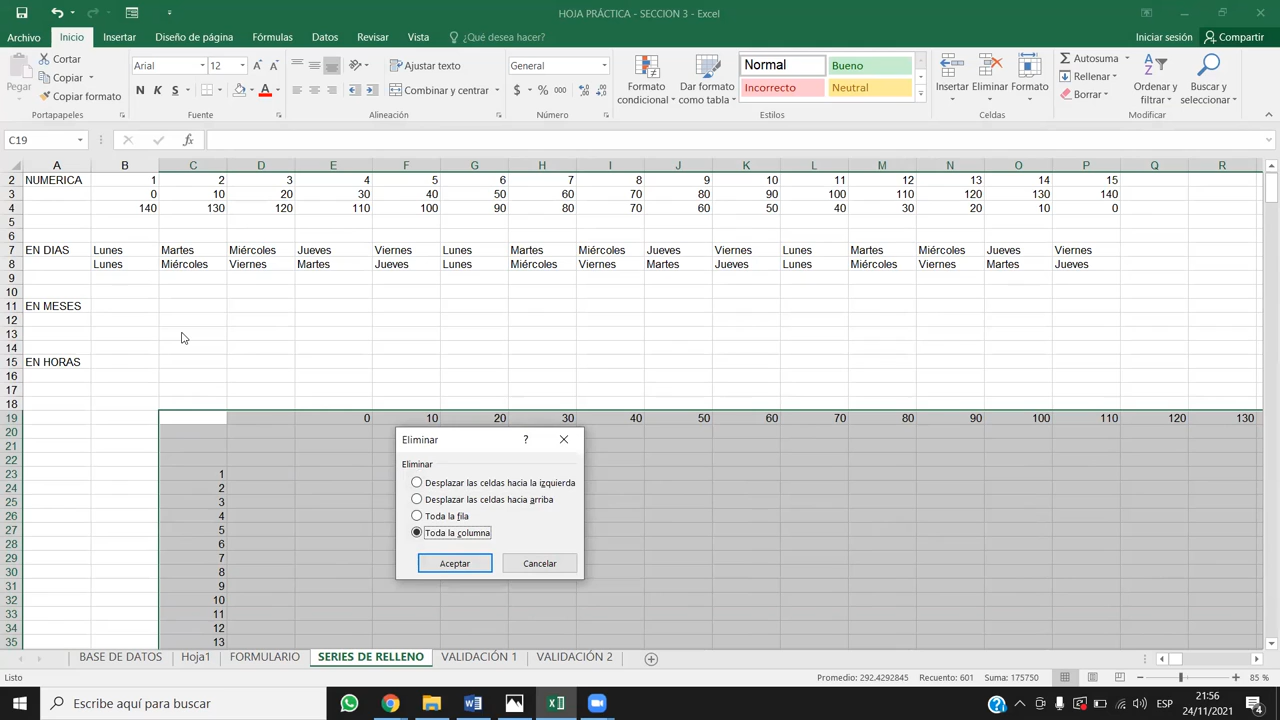 HOJA PRÁCTICA - SECCION 3 - Excel
Archivo Inicio Insertar Diseño de página Fórmulas Datos Revisar Vista ¿Qué desea hacer? Iniciar sesión Compartir
Pegar
Cortar
Copiar
Copiar formato
Arial 12
N K S
Ajustar texto
Combinar y centrar
General
$ % 000
Formato condicional
Dar formato como tabla
Normal Bueno
Incorrecto Neutral
Insertar Eliminar Formato
Autosuma
Rellenar
Borrar
Ordenar y filtrar
Buscar y seleccionar
Portapapeles Fuente Alineación Número Estilos Celdas Modificar
C19 fx
A B C D E F G H I J K L M N O P Q R
2 NUMERICA 1 2 3 4 5 6 7 8 9 10 11 12 13 14 15
3 0 10 20 30 40 50 60 70 80 90 100 110 120 130 140
4 140 130 120 110 100 90 80 70 60 50 40 30 20 10 0
5
6
7 EN DIAS Lunes Martes Miércoles Jueves Viernes Lunes Martes Miércoles Jueves Viernes Lunes Martes Miércoles Jueves Viernes
8 Lunes Miércoles Viernes Martes Jueves Lunes Miércoles Viernes Martes Jueves Lunes Miércoles Viernes Martes Jueves
9
10
11 EN MESES
12
13
14
15 EN HORAS
16
17
18
19 0 10 20 30 40 50 60 70 80 90 100 110 120 130
20
21
22
23 1
24 2
25 3
26 4
27 5
28 6
29 7
30 8
31 9
32 10
33 11
34 12
35 13
Eliminar ?
Eliminar
Desplazar las celdas hacia la izquierda
Desplazar las celdas hacia arriba
Toda la fila
Toda la columna
Aceptar Cancelar
BASE DE DATOS Hoja1 FORMULARIO SERIES DE RELLENO VALIDACIÓN 1 VALIDACIÓN 2
Listo Promedio: 292.4292845 Recuento: 601 Suma: 175750 85 %
Escribe aquí para buscar ESP 21:56
24/11/2021 4